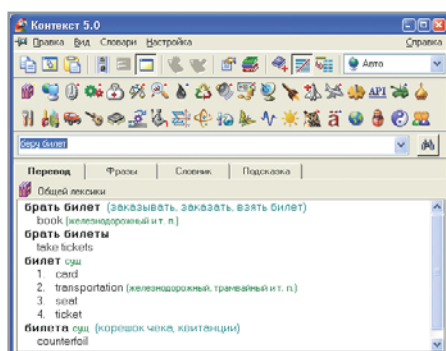 Контекст 5.0
Правка Вид Словари Настройка Справка
Авто
API
ä
беру билет
Перевод Фразы Словник Подсказка
Общей лексики
брать билет (заказывать, заказать, взять билет)
book (железнодорожный и т. п.)
брать билеты
take tickets
билет сущ
1. card
2. transportation (железнодорожный, трамвайный и т. п.)
3. seat
4. ticket
билета сущ (корешок чека, квитанции)
counterfoil